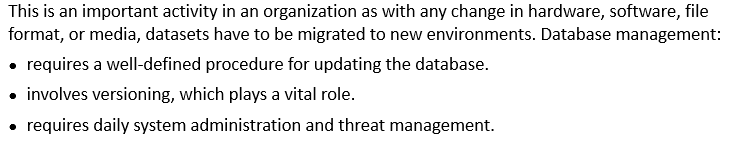 This is an important activity in an organization as with any change in hardware, software, file
format, or media, datasets have to be migrated to new environments. Database management:
• requires a well-defined procedure for updating the database.
• involves versioning, which plays a vital role.
• requires daily system administration and threat management.